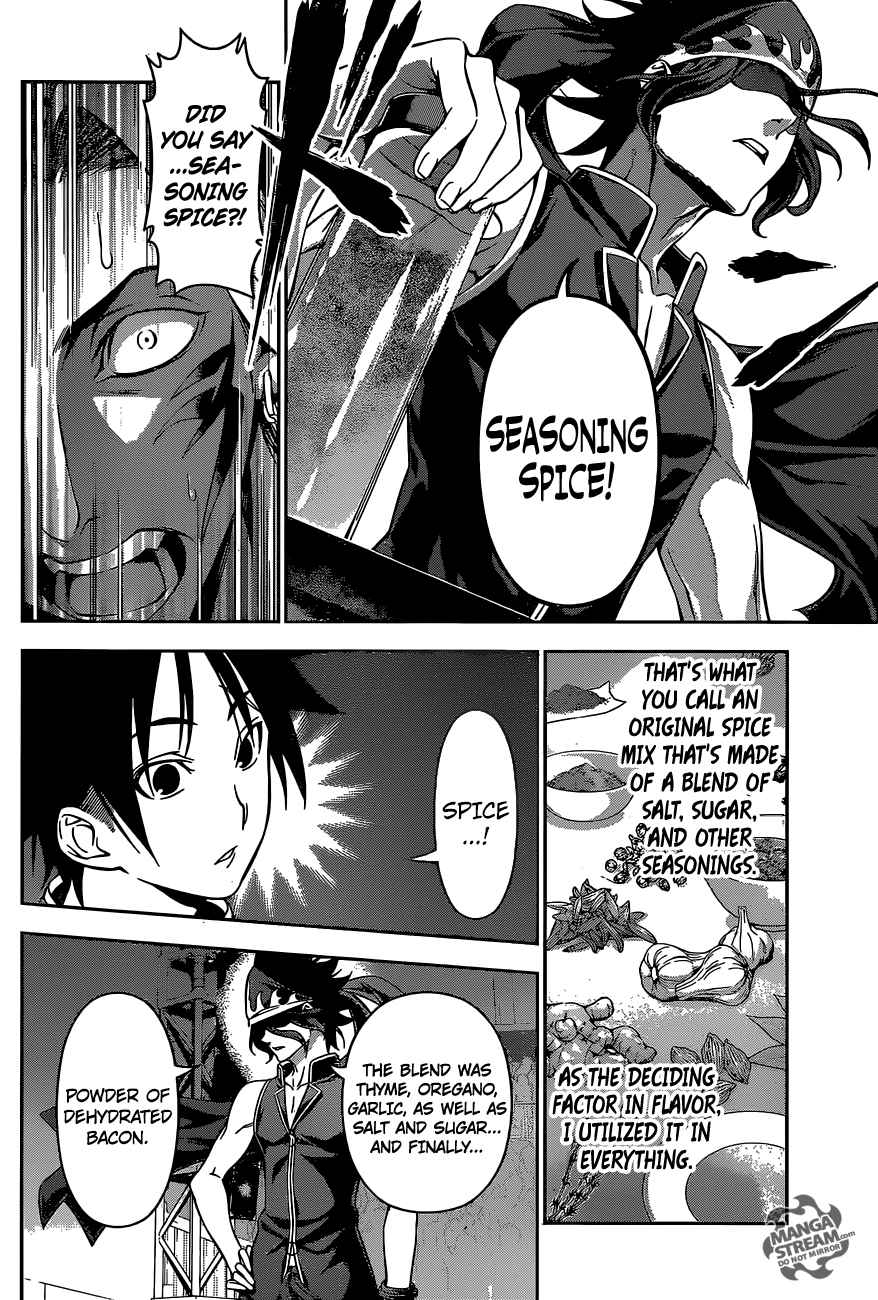 SEASONING
SPICE!
DID
YOU SAY
...SEA-
SONING
SPICE?!
THAT'S WHAT
YOU CALL AN
ORIGINAL SPICE
MIX THAT'S MADE
OF A BLEND OF
SALT, SUGAR,
AND OTHER
SEASONINGS.
AS THE DECIDING
FACTOR IN FLAVOR,
I UTILIZED IT IN
EVERYTHING.
SPICE
...!
THE BLEND WAS
THYME, OREGANO,
GARLIC, AS WELL AS
SALT AND SUGAR...
AND FINALLY...
POWDER OF
DEHYDRATED
BACON.
MANGA
STREAM.com
DO NOT MIRROR